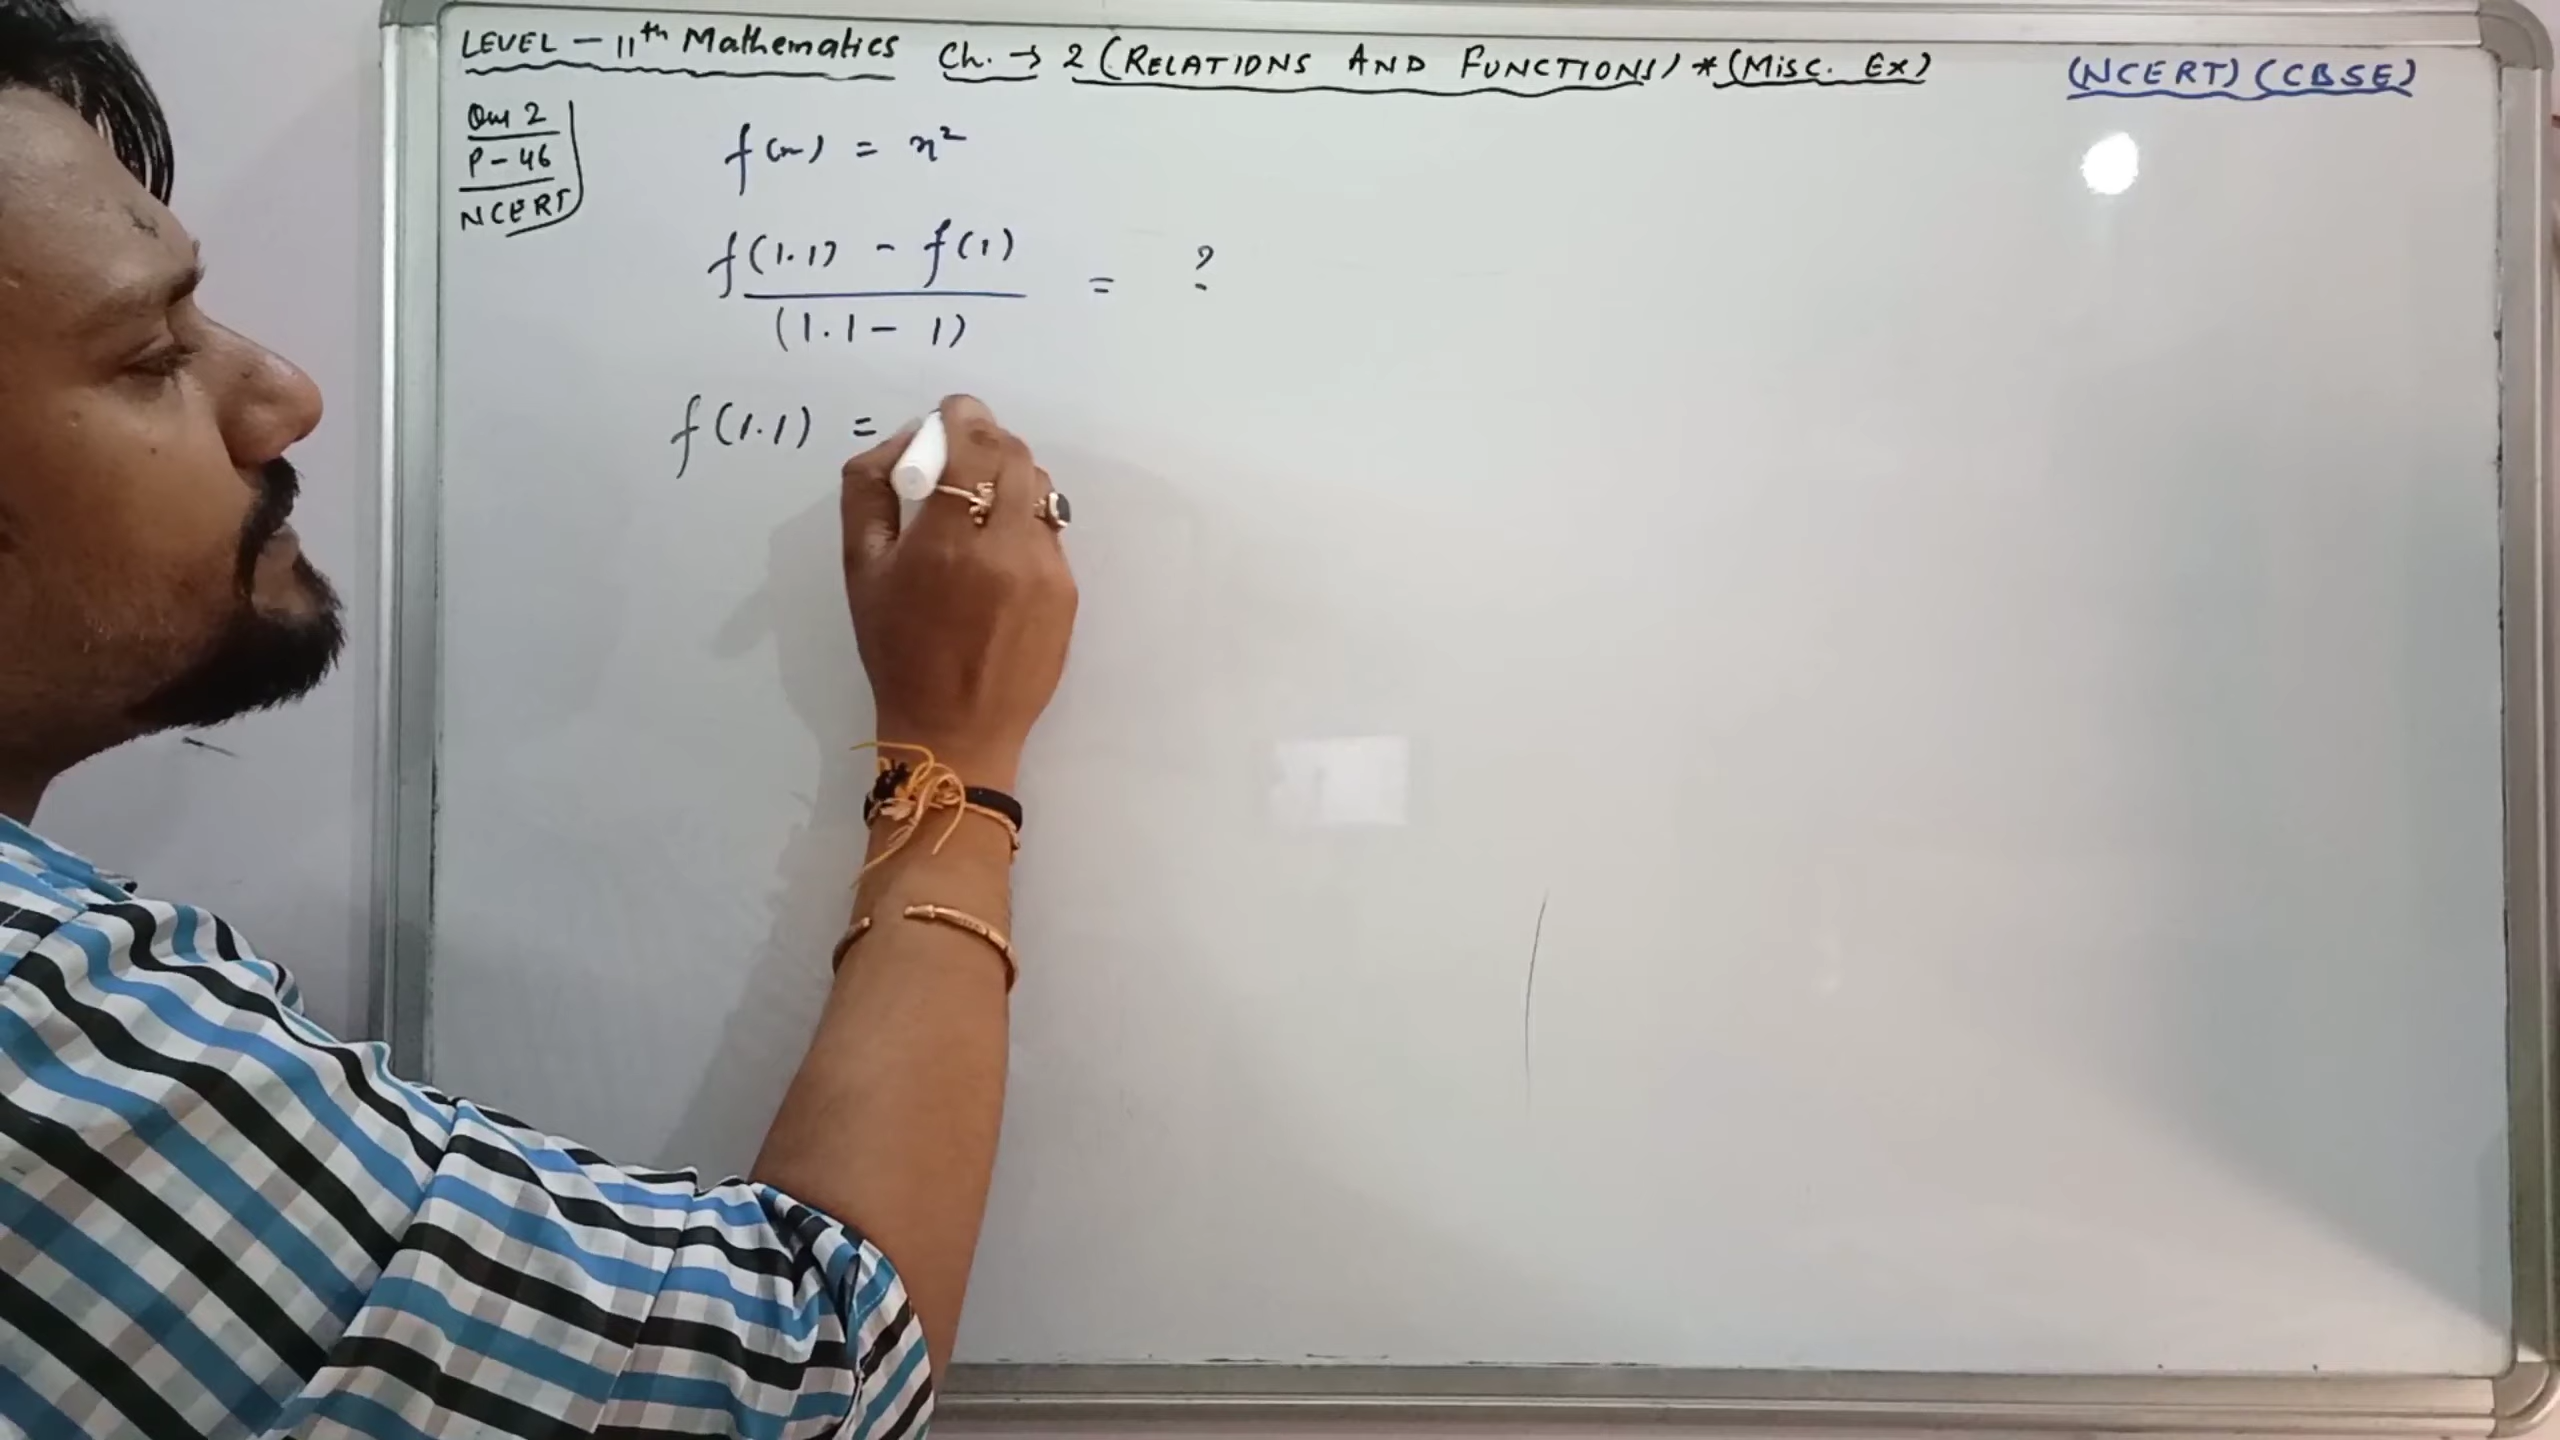 LEVEL - 11th Mathematics Ch. → 2 (RELATIONS AND FUNCTIONS) * (MISC. EX) (NCERT) (CBSE)
Qus 2
P - 46
NCERT
f(x) = x²
f(1.1) - f(1)
(1.1 - 1)
= ?
f(1.1) =